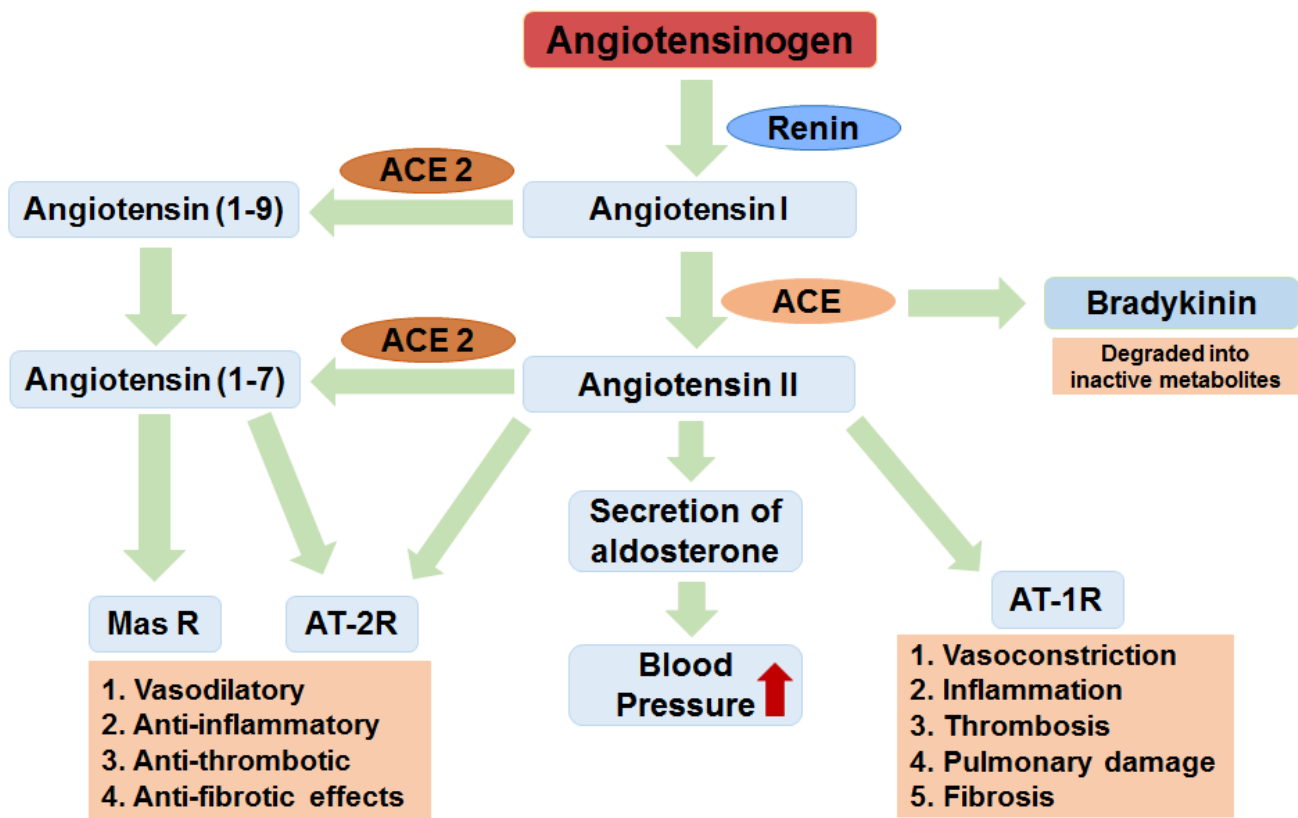 Angiotensinogen
Renin
ACE 2
Angiotensin (1-9)
Angiotensin I
ACE
Bradykinin
Degraded into
inactive metabolites
ACE 2
Angiotensin (1-7)
Angiotensin II
Secretion of
aldosterone
Mas R
AT-2R
AT-1R
Blood
Pressure
1. Vasodilatory
2. Anti-inflammatory
3. Anti-thrombotic
4. Anti-fibrotic effects
1. Vasoconstriction
2. Inflammation
3. Thrombosis
4. Pulmonary damage
5. Fibrosis